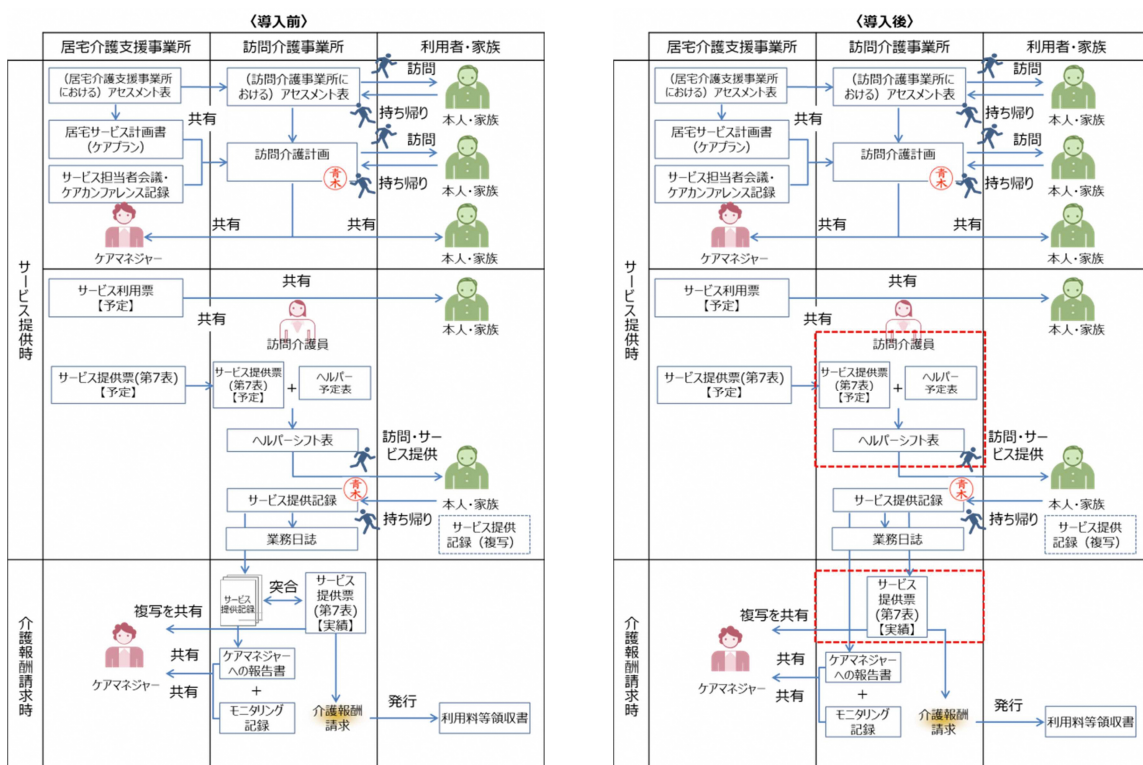 〈導入前〉
居宅介護支援事業所
訪問介護事業所
利用者・家族
サービス提供時
(居宅介護支援事業所
における) アセスメント表
(訪問介護事業所に
おける) アセスメント表
訪問
持ち帰り
本人・家族
共有
居宅サービス計画書
(ケアプラン)
サービス担当者会議・
ケアカンファレンス記録
訪問介護計画
青木
訪問
持ち帰り
本人・家族
共有
共有
ケアマネジャー
本人・家族
サービス利用票
【予定】
共有
共有
本人・家族
訪問介護員
サービス提供票(第7表)
【予定】
サービス提供票
(第7表)
【予定】
+
ヘルパー
予定表
ヘルパーシフト表
訪問・サー
ビス提供
本人・家族
サービス提供記録
青木
持ち帰り
サービス提供
記録（複写）
業務日誌
介護報酬請求時
サービス
提供記録
突合
サービス
提供票
(第7表)
【実績】
複写を共有
ケアマネジャー
共有
共有
ケアマネジャー
への報告書
+
モニタリング
記録
介護報酬
請求
発行
利用料等領収書
〈導入後〉
居宅介護支援事業所
訪問介護事業所
利用者・家族
サービス提供時
(居宅介護支援事業所
における) アセスメント表
(訪問介護事業所に
おける) アセスメント表
訪問
持ち帰り
本人・家族
共有
居宅サービス計画書
(ケアプラン)
サービス担当者会議・
ケアカンファレンス記録
訪問介護計画
青木
訪問
持ち帰り
本人・家族
共有
共有
ケアマネジャー
本人・家族
サービス利用票
【予定】
共有
共有
本人・家族
訪問介護員
サービス提供票(第7表)
【予定】
サービス提供票
(第7表)
【予定】
+
ヘルパー
予定表
ヘルパーシフト表
訪問・サー
ビス提供
本人・家族
サービス提供記録
青木
持ち帰り
サービス提供
記録（複写）
業務日誌
介護報酬請求時
サービス
提供票
(第7表)
【実績】
複写を共有
ケアマネジャー
共有
共有
ケアマネジャー
への報告書
+
モニタリング
記録
介護報酬
請求
発行
利用料等領収書